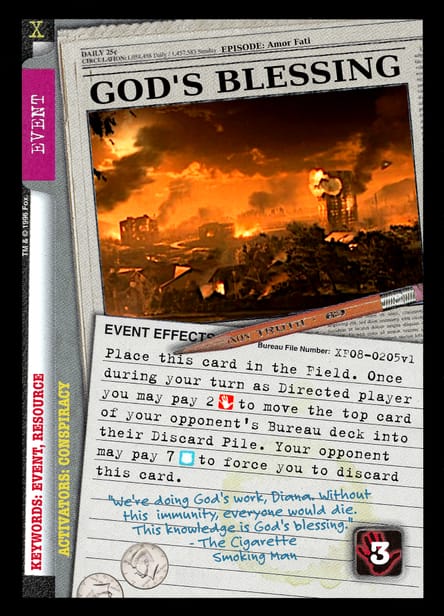 X
EVENT
TM & © 1996 Fox.
KEYWORDS: EVENT, RESOURCE
ACTIVATORS: CONSPIRACY
DAILY 25¢
EPISODE: Amor Fati
GOD'S BLESSING
EVENT EFFECTS
Bureau File Number: XF08-0205v1
Place this card in the Field. Once
during your turn as Directed player
you may pay 2 to move the top card
of your opponent's Bureau deck into
their Discard Pile. Your opponent
may pay 7 to force you to discard
this card.
"We're doing God's work, Diana. Without
this immunity, everyone would die.
This knowledge is God's blessing."
- The Cigarette
Smoking Man
3